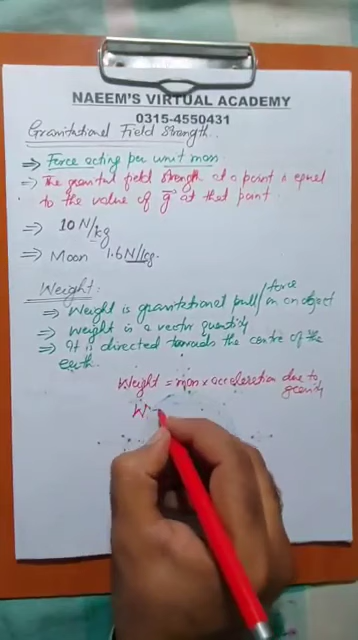 NAEEM'S VIRTUAL ACADEMY
0315-4550431
Gravitational Field Strength.
⇒ Force acting per unit mass.
⇒ The gravitational field strength at a point is equal
to the value of g at that point.
⇒ 10 N/kg
⇒ Moon 1.6 N/kg.
Weight:
⇒ Weight is gravitational pull/force on an object
⇒ Weight is a vector quantity
⇒ It is directed towards the centre of the
earth.
Weight = mass × acceleration due to
gravity
W =